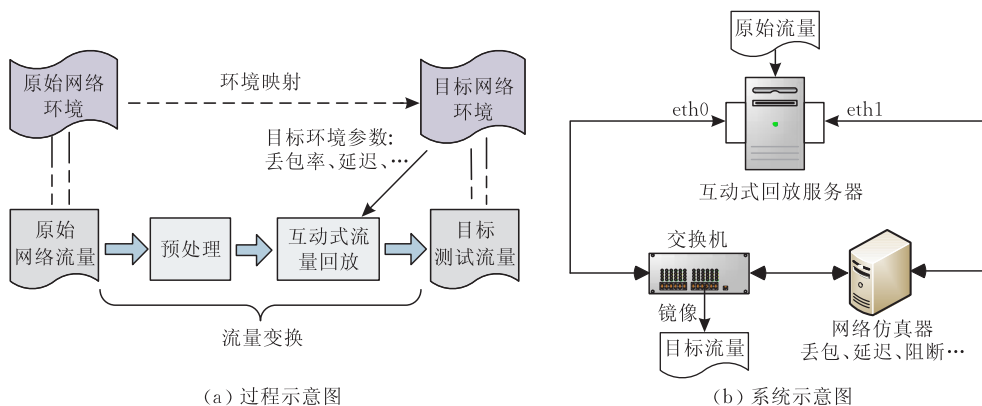 原始网络
环境
环境映射
目标网络
环境
目标环境参数:
丢包率、延迟、…
原始
网络流量
预处理
互动式流
量回放
目标
测试流量
流量变换
(a) 过程示意图
原始流量
eth0
eth1
互动式回放服务器
交换机
镜像
目标流量
网络仿真器
丢包、延迟、阻断…
(b) 系统示意图